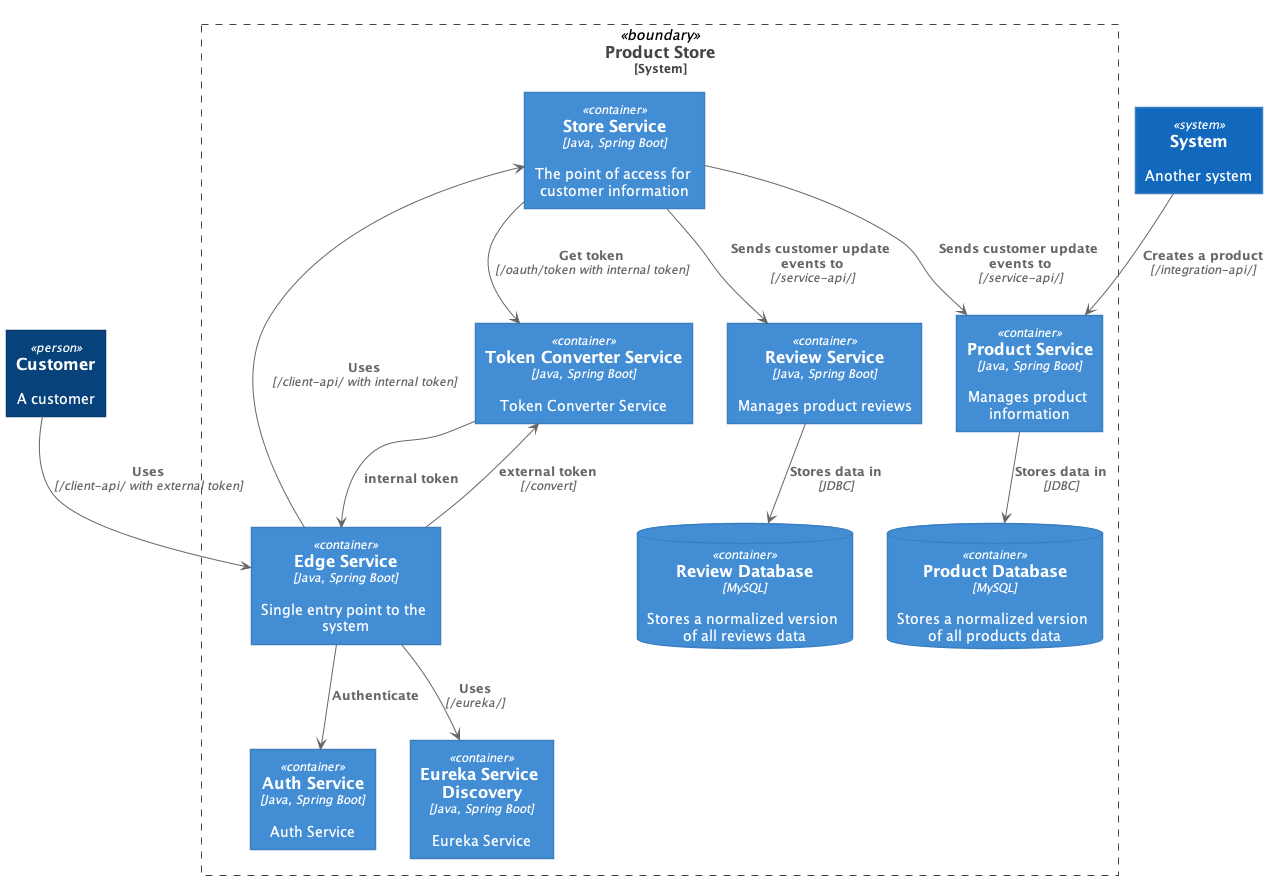 «boundary»
Product Store
[System]
«container»
Store Service
[Java, Spring Boot]
The point of access for
customer information
«system»
System
Another system
Get token
[/oauth/token with internal token]
Sends customer update
events to
[/service-api/]
Sends customer update
events to
[/service-api/]
Creates a product
[/integration-api/]
«person»
Customer
A customer
Uses
[/client-api/ with internal token]
«container»
Token Converter Service
[Java, Spring Boot]
Token Converter Service
«container»
Review Service
[Java, Spring Boot]
Manages product reviews
«container»
Product Service
[Java, Spring Boot]
Manages product
information
Uses
[/client-api/ with external token]
internal token
external token
[/convert]
Stores data in
[JDBC]
Stores data in
[JDBC]
«container»
Edge Service
[Java, Spring Boot]
Single entry point to the
system
«container»
Review Database
[MySQL]
Stores a normalized version
of all reviews data
«container»
Product Database
[MySQL]
Stores a normalized version
of all products data
Authenticate
Uses
[/eureka/]
«container»
Auth Service
[Java, Spring Boot]
Auth Service
«container»
Eureka Service
Discovery
[Java, Spring Boot]
Eureka Service